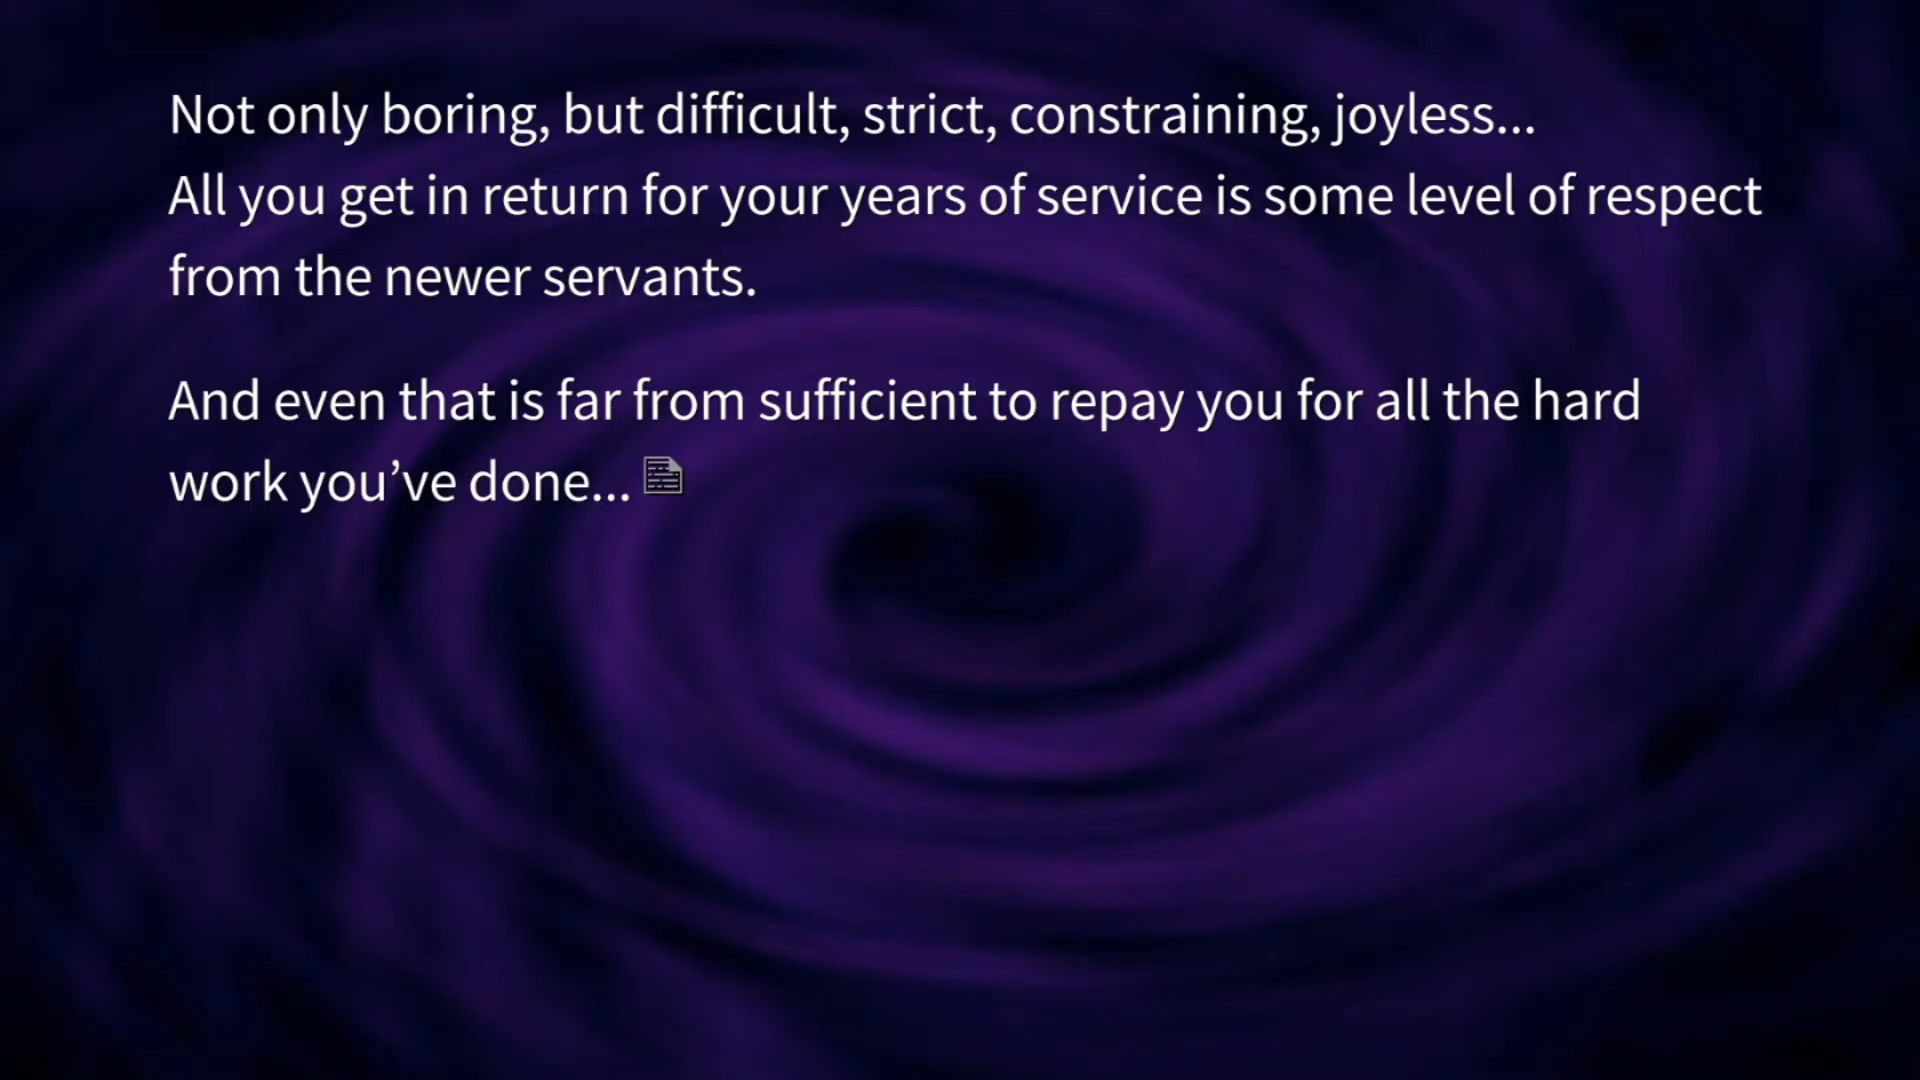 Not only boring, but difficult, strict, constraining, joyless...
All you get in return for your years of service is some level of respect
from the newer servants.
And even that is far from sufficient to repay you for all the hard
work you’ve done...